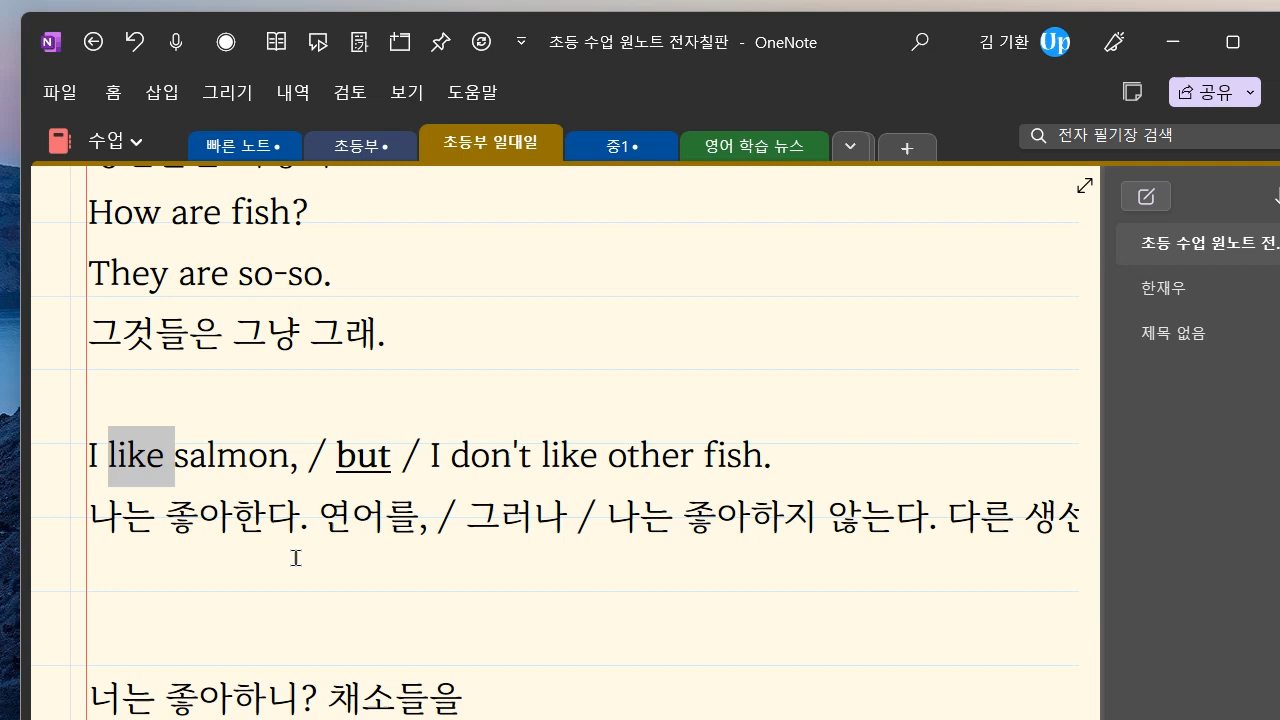 초등 수업 원노트 전자칠판 - OneNote
김 기환 Up
파일 홈 삽입 그리기 내역 검토 보기 도움말
공유
수업
빠른 노트 초등부 초등부 일대일 중1 영어 학습 뉴스 +
전자 필기장 검색
How are fish?
They are so-so.
그것들은 그냥 그래.
I like salmon, / but / I don't like other fish.
나는 좋아한다. 연어를, / 그러나 / 나는 좋아하지 않는다. 다른 생선
너는 좋아하니? 채소들을
초등 수업 원노트 전..
한재우
제목 없음